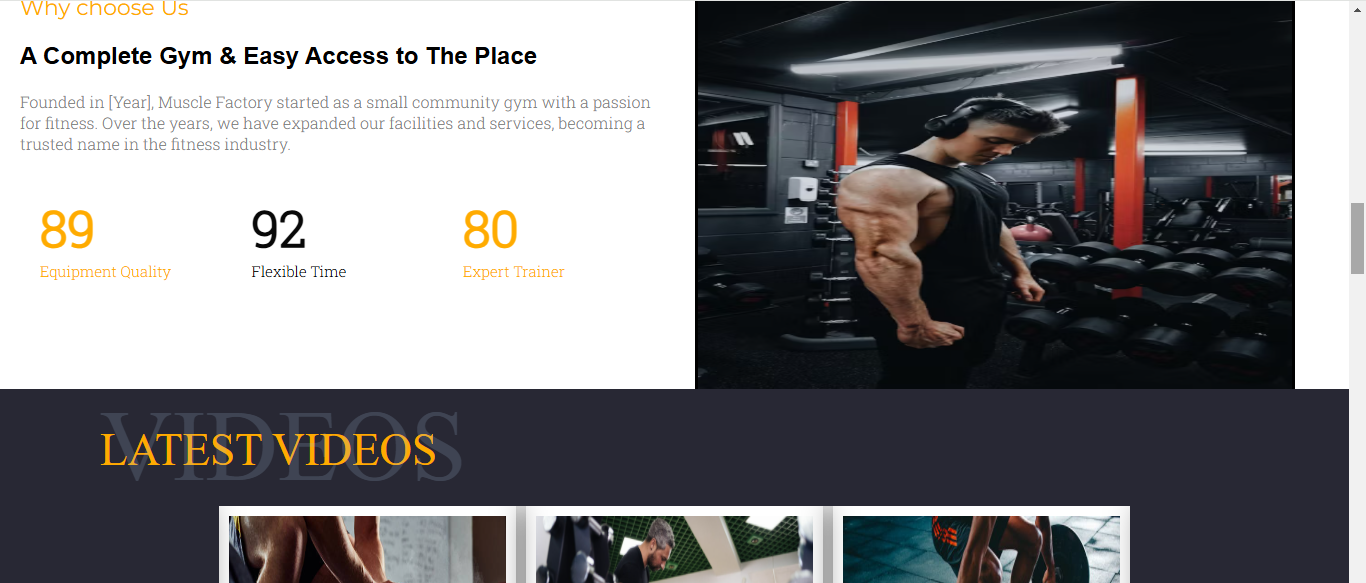 Why choose Us
A Complete Gym & Easy Access to The Place
Founded in [Year], Muscle Factory started as a small community gym with a passion
for fitness. Over the years, we have expanded our facilities and services, becoming a
trusted name in the fitness industry.
89
Equipment Quality
92
Flexible Time
80
Expert Trainer
VIDEOS
LATEST VIDEOS